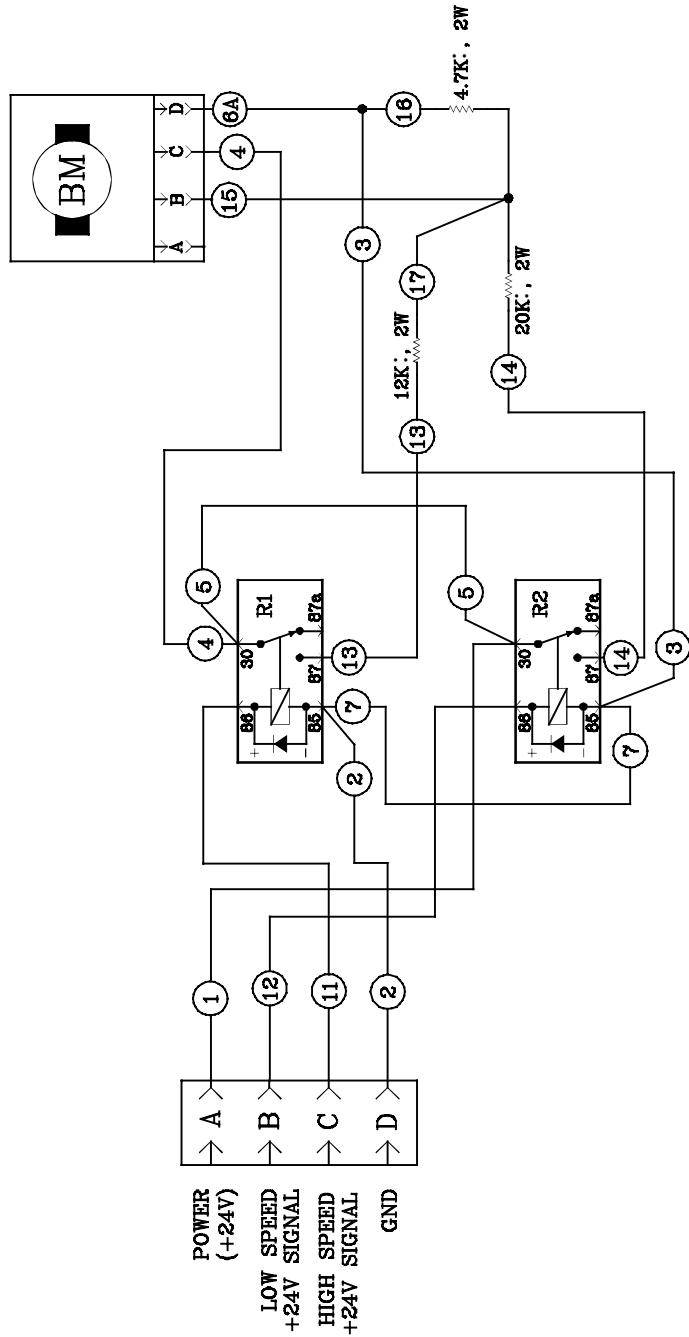 POWER
(+24V)
LOW SPEED
+24V SIGNAL
HIGH SPEED
+24V SIGNAL
GND
A
B
C
D
1
12
11
2
2
7
7
4
5
R1
86
30
+
-
85
87
87a
13
5
R2
86
30
+
-
85
87
87a
14
3
13
12K:, 2W
17
14
20K:, 2W
3
BM
A
B
C
D
15
4
6A
16
4.7K:, 2W